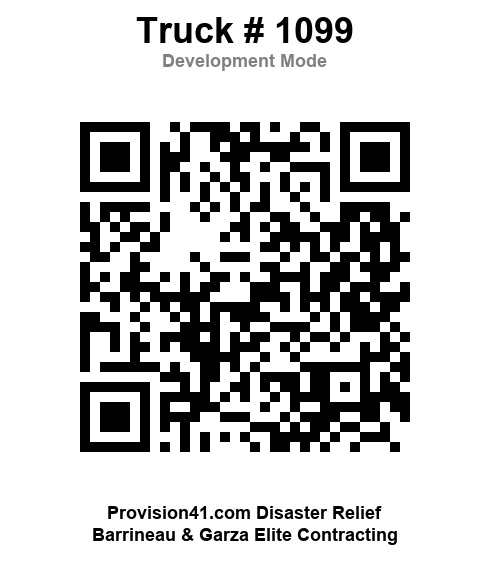 Truck # 1099
Development Mode
Provision41.com Disaster Relief
Barrineau & Garza Elite Contracting